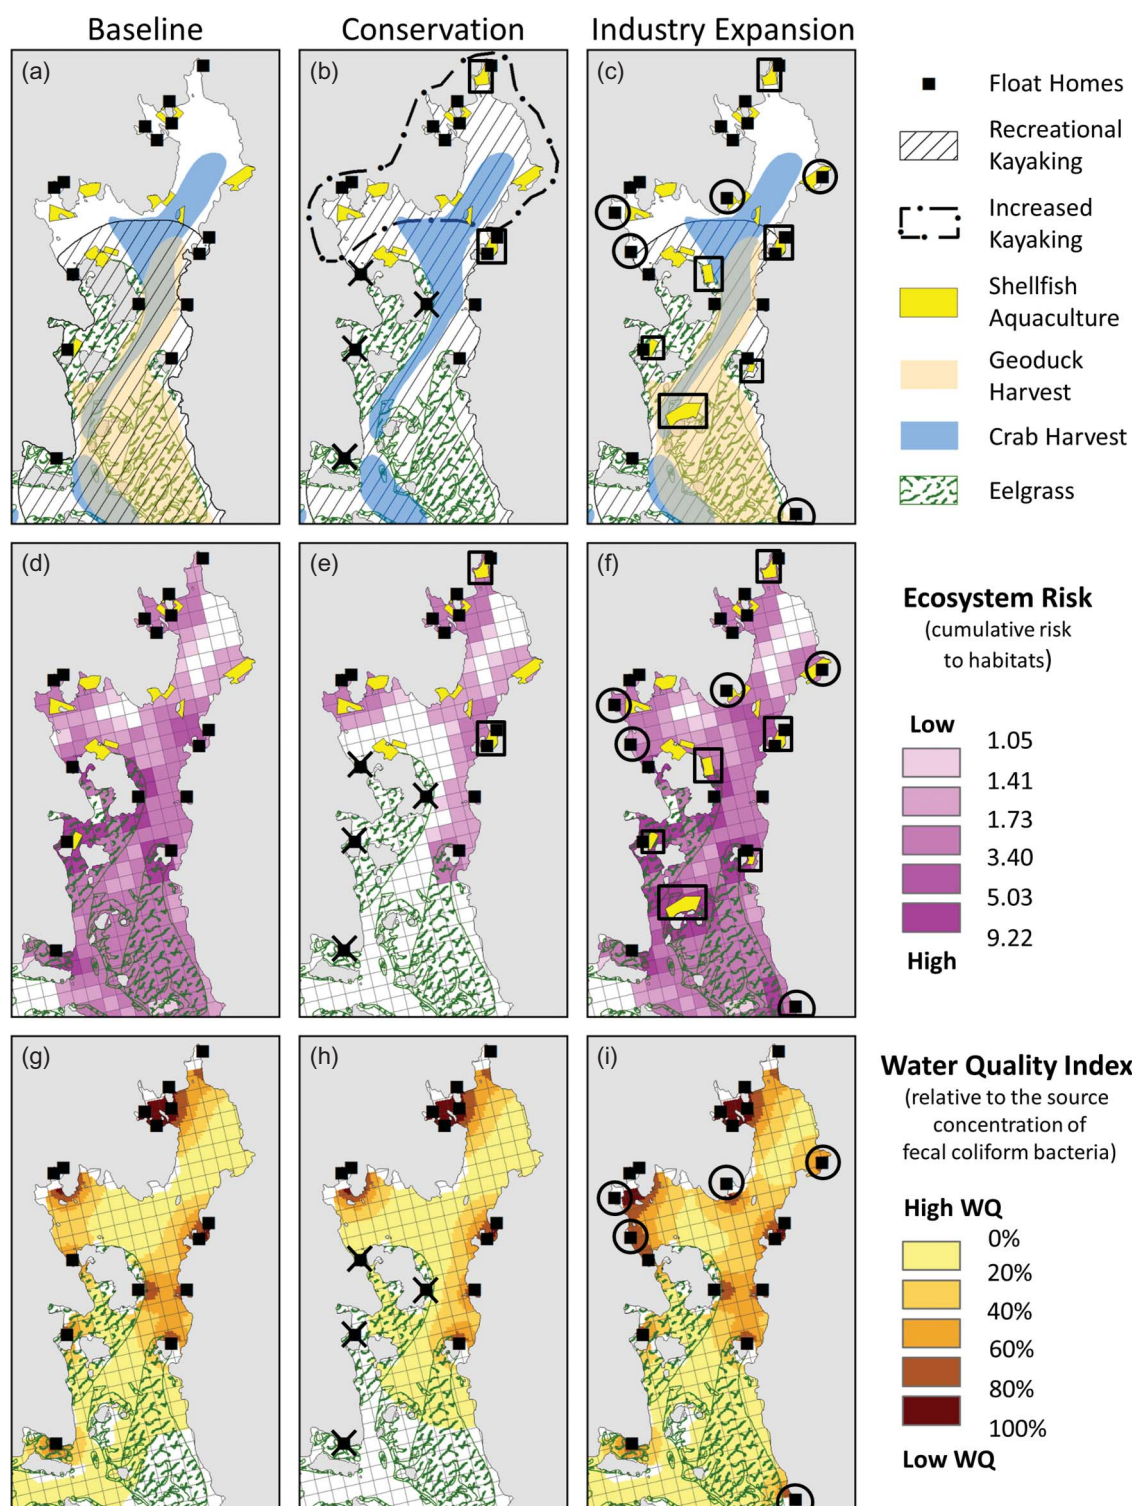 Baseline
Conservation
Industry Expansion
(a)
(b)
(c)
Float Homes
Recreational
Kayaking
Increased
Kayaking
Shellfish
Aquaculture
Geoduck
Harvest
Crab Harvest
Eelgrass
(d)
(e)
(f)
Ecosystem Risk
(cumulative risk
to habitats)
Low
1.05
1.41
1.73
3.40
5.03
9.22
High
(g)
(h)
(i)
Water Quality Index
(relative to the source
concentration of
fecal coliform bacteria)
High WQ
0%
20%
40%
60%
80%
100%
Low WQ